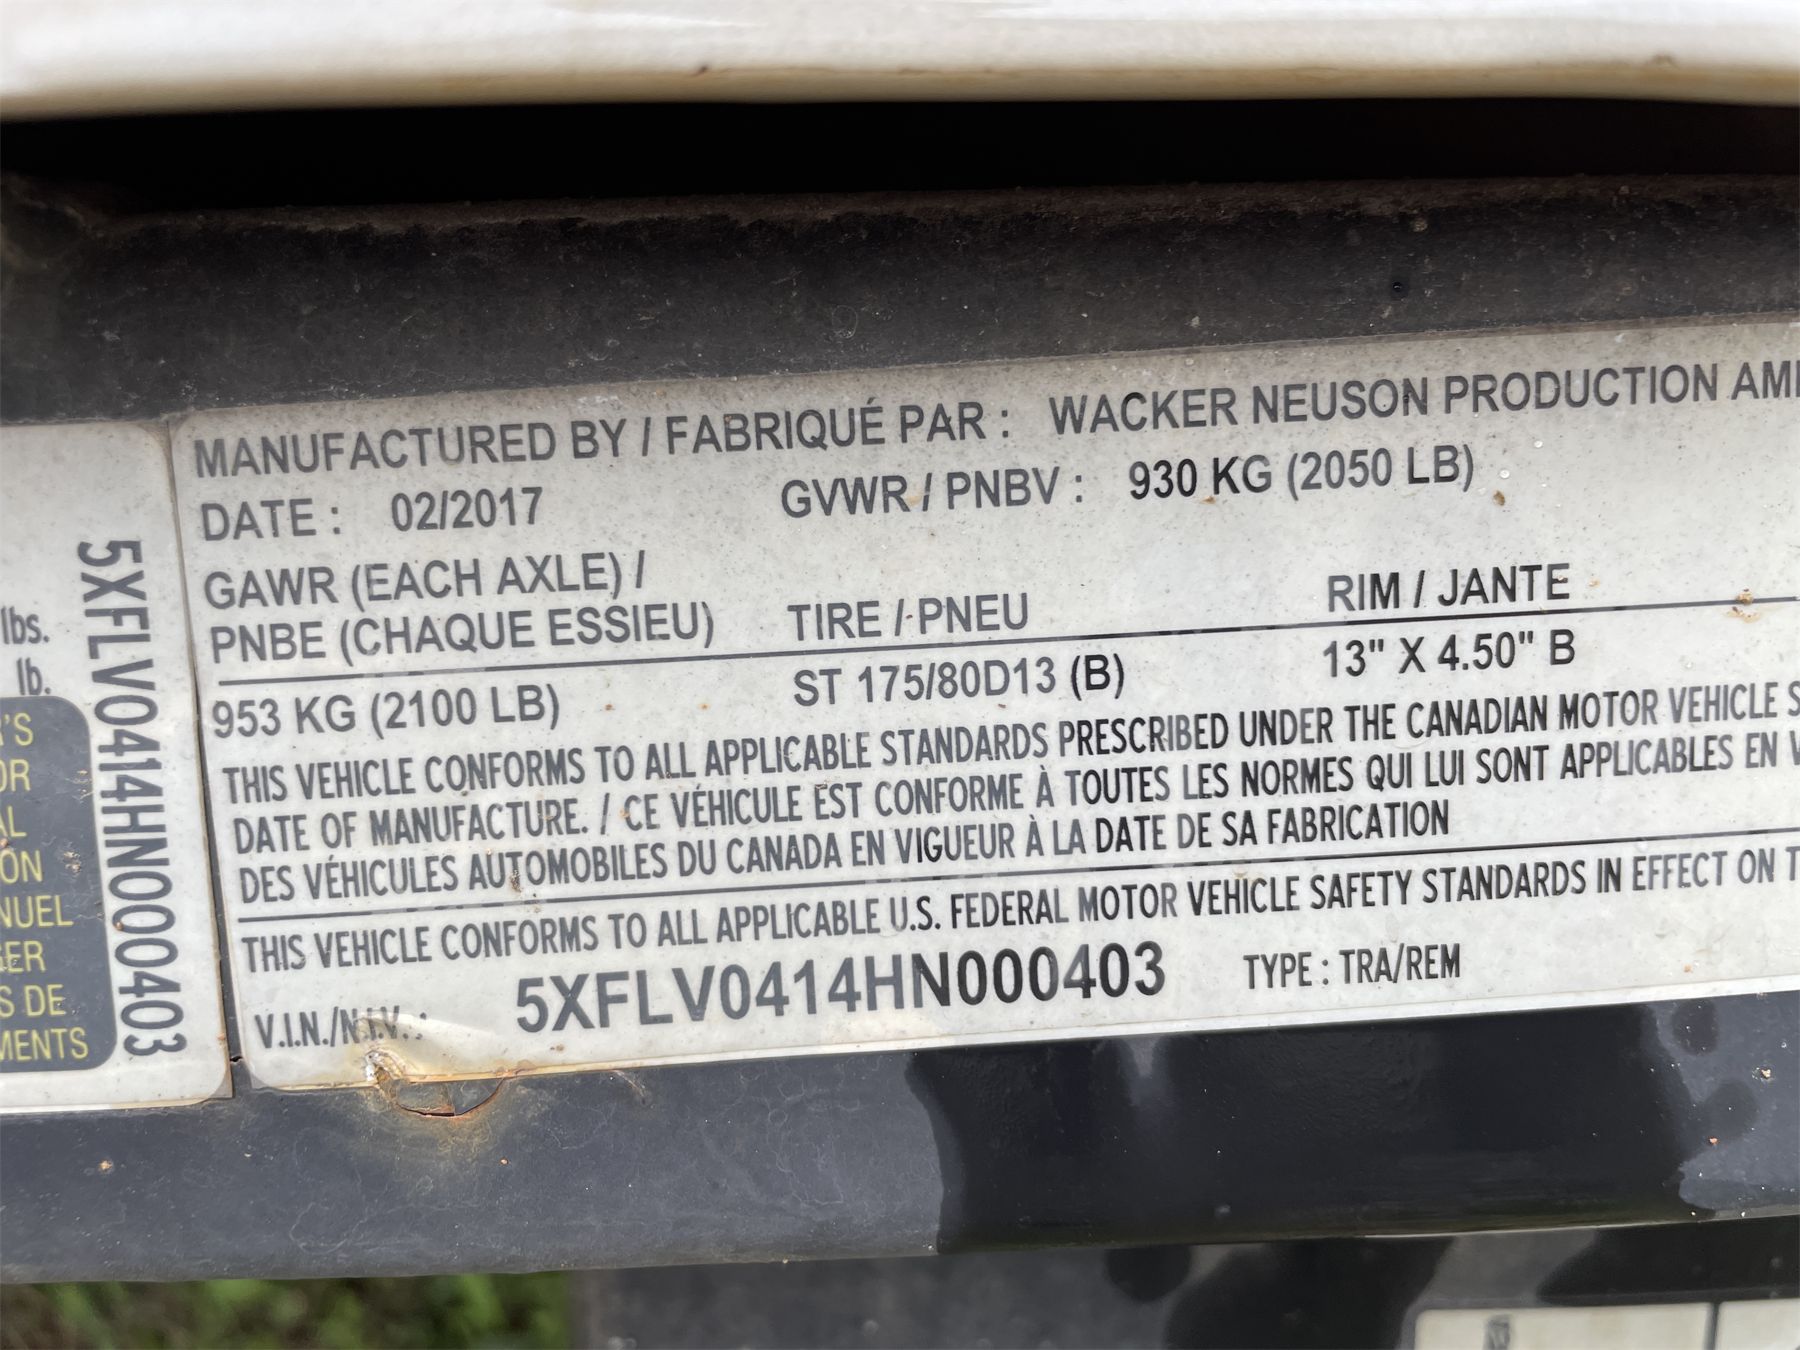 lbs.
lb.
OR
NUEL
S DE
MENTS
5XFLV0414HN000403
MANUFACTURED BY / FABRIQUÉ PAR : WACKER NEUSON PRODUCTION AM
DATE : 02/2017 GVWR / PNBV : 930 KG (2050 LB)
GAWR (EACH AXLE) /
PNBE (CHAQUE ESSIEU) TIRE / PNEU RIM / JANTE
953 KG (2100 LB) ST 175/80D13 (B) 13" X 4.50" B
THIS VEHICLE CONFORMS TO ALL APPLICABLE STANDARDS PRESCRIBED UNDER THE CANADIAN MOTOR VEHICLE S
DATE OF MANUFACTURE. / CE VÉHICULE EST CONFORME À TOUTES LES NORMES QUI LUI SONT APPLICABLES EN V
DES VÉHICULES AUTOMOBILES DU CANADA EN VIGUEUR À LA DATE DE SA FABRICATION
THIS VEHICLE CONFORMS TO ALL APPLICABLE U.S. FEDERAL MOTOR VEHICLE SAFETY STANDARDS IN EFFECT ON T
V.I.N./N.I.V. : 5XFLV0414HN000403 TYPE : TRA/REM